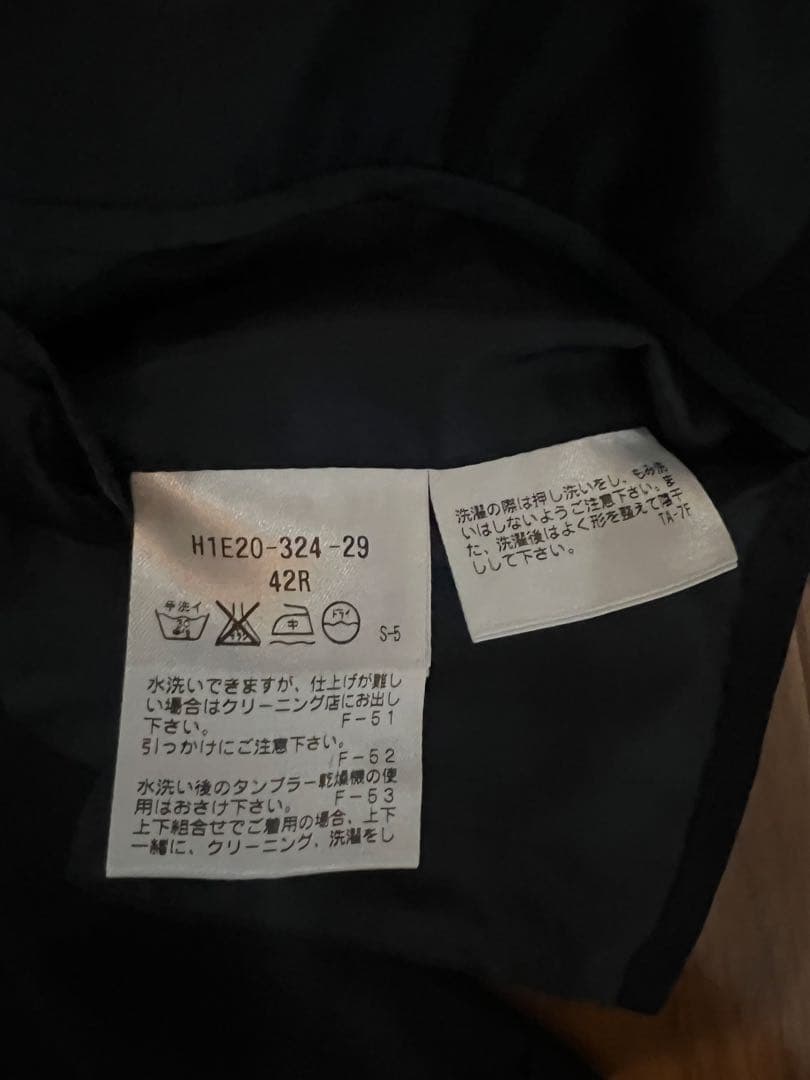 H1E20-324-29
42R
手洗イ
30
エンソ サラシ
中
ドライ
S-5
水洗いできますが、仕上げが難し
い場合はクリーニング店にお出し
下さい。 F-51
引っかけにご注意下さい。
F-52
水洗い後のタンブラー乾燥機の使
用はおさけ下さい。 F-53
上下組合せでご着用の場合、上下
一緒に、クリーニング、洗濯をし
洗濯の際は押し洗いをし、もみ洗
いはしないようご注意下さい。ま
た、洗濯後はよく形を整えて陰干
ししして下さい。 TA-7F